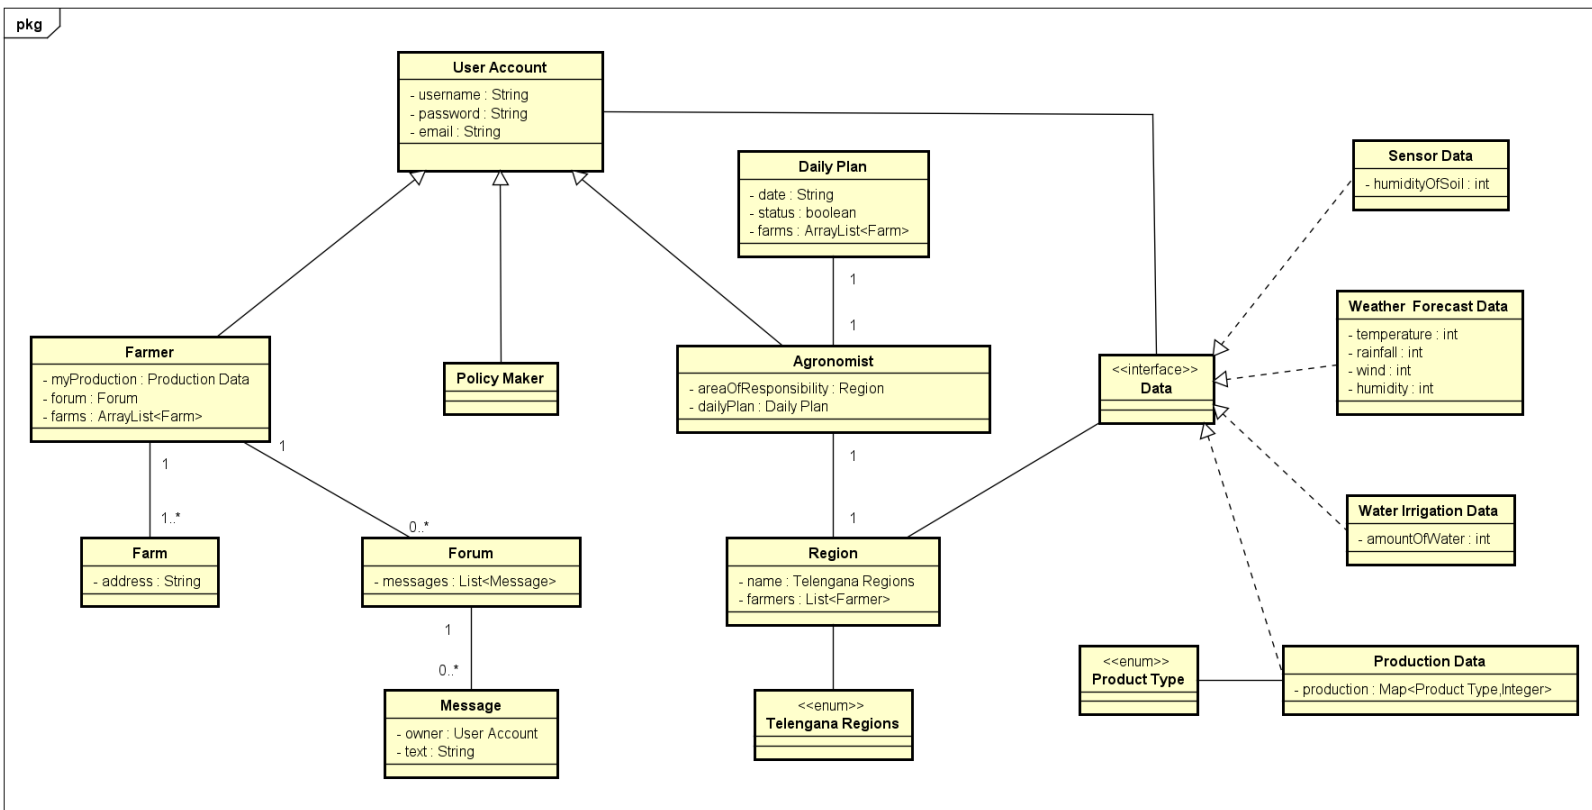 pkg
User Account
- username : String
- password : String
- email : String
Daily Plan
- date : String
- status : boolean
- farms : ArrayList<Farm>
Sensor Data
- humidityOfSoil : int
1
1
Weather  Forecast Data
- temperature : int
- rainfall : int
- wind : int
- humidity : int
Farmer
- myProduction : Production Data
- forum : Forum
- farms : ArrayList<Farm>
Policy Maker
Agronomist
- areaOfResponsibility : Region
- dailyPlan : Daily Plan
<<interface>>
Data
1
1
1
1..*
0..*
1
Water Irrigation Data
- amountOfWater : int
Farm
- address : String
Forum
- messages : List<Message>
Region
- name : Telengana Regions
- farmers : List<Farmer>
1
0..*
<<enum>>
Product Type
Production Data
- production : Map<Product Type,Integer>
Message
- owner : User Account
- text : String
<<enum>>
Telengana Regions